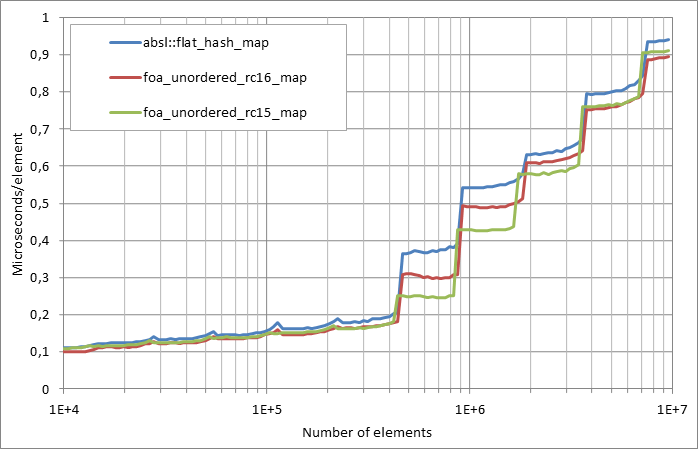 1
0,9
0,8
0,7
0,6
0,5
0,4
0,3
0,2
0,1
0
Microseconds/element
absl::flat_hash_map
foa_unordered_rc16_map
foa_unordered_rc15_map
1E+4 1E+5 1E+6 1E+7
Number of elements